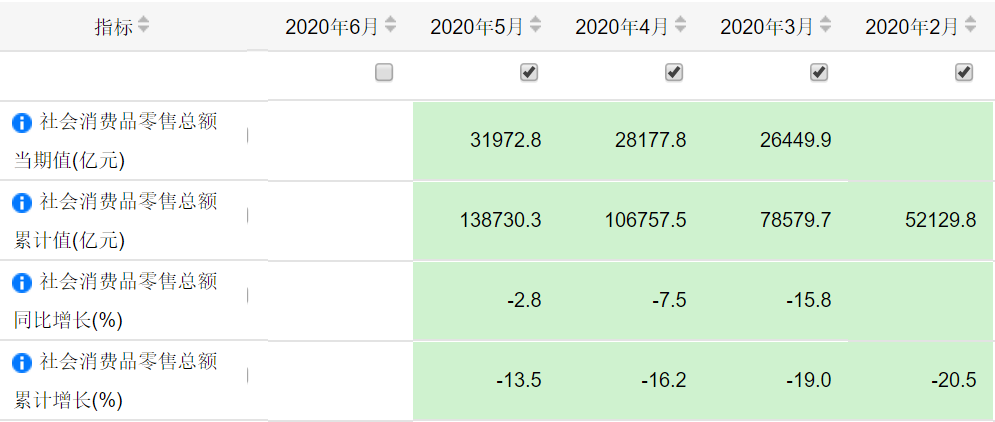 指标 2020年6月 2020年5月 2020年4月 2020年3月 2020年2月
社会消费品零售总额
当期值(亿元) 31972.8 28177.8 26449.9
社会消费品零售总额
累计值(亿元) 138730.3 106757.5 78579.7 52129.8
社会消费品零售总额
同比增长(%) -2.8 -7.5 -15.8
社会消费品零售总额
累计增长(%) -13.5 -16.2 -19.0 -20.5